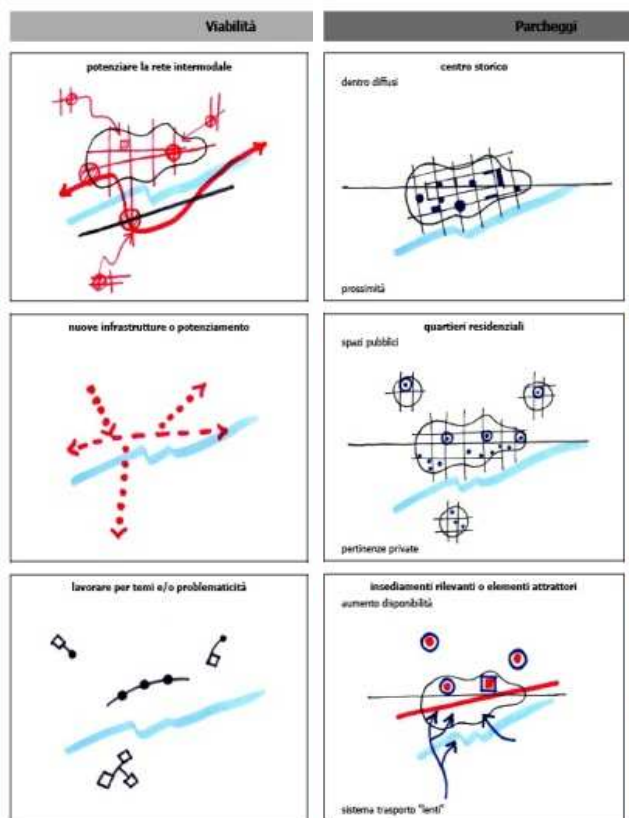 Viabilità
Parcheggi
potenziare la rete intermodale
centro storico
dentro diffusi
prossimità
nuove infrastrutture o potenziamento
quartieri residenziali
spazi pubblici
pertinenze private
lavorare per temi e/o problematicità
insediamenti rilevanti o elementi attrattori
aumento disponibilità
sistema trasporto "lenti"